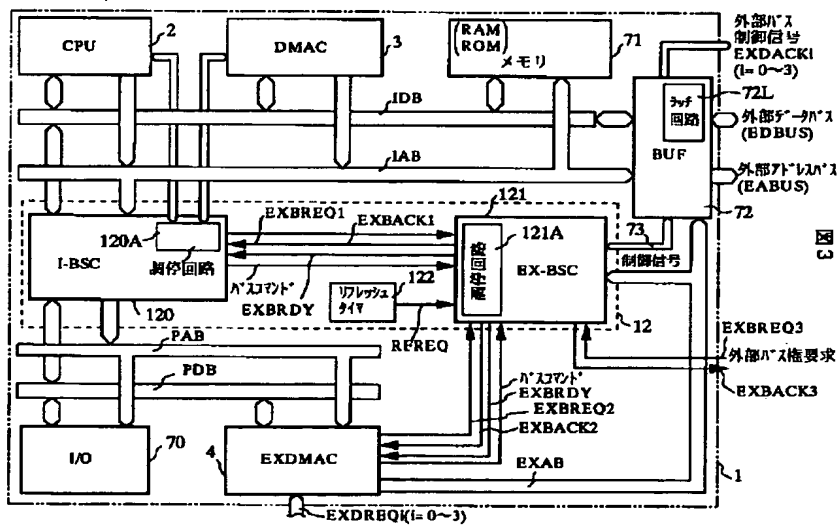 CPU
2
DMAC
3
(RAM
ROM)
メモリ
71
外部バス
制御信号
EXDACKi
(i=0〜3)
72L
ラッチ
回路
BUF
外部データバス
(EDBUS)
外部アドレスバス
(EABUS)
72
IDB
IAB
120A
調停回路
I-BSC
120
EXBREQ1
EXBACK1
バスコマンド
EXBRDY
121
121A
調停回路
EX-BSC
73
制御信号
122
リフレッシュ
タイマ
RFREQ
12
図3
PAB
PDB
バスコマンド
EXBRDY
EXBREQ2
EXBACK2
EXBREQ3
外部バス権要求
EXBACK3
I/O
70
4
EXDMAC
EXAB
1
EXDREQi(i=0〜3)